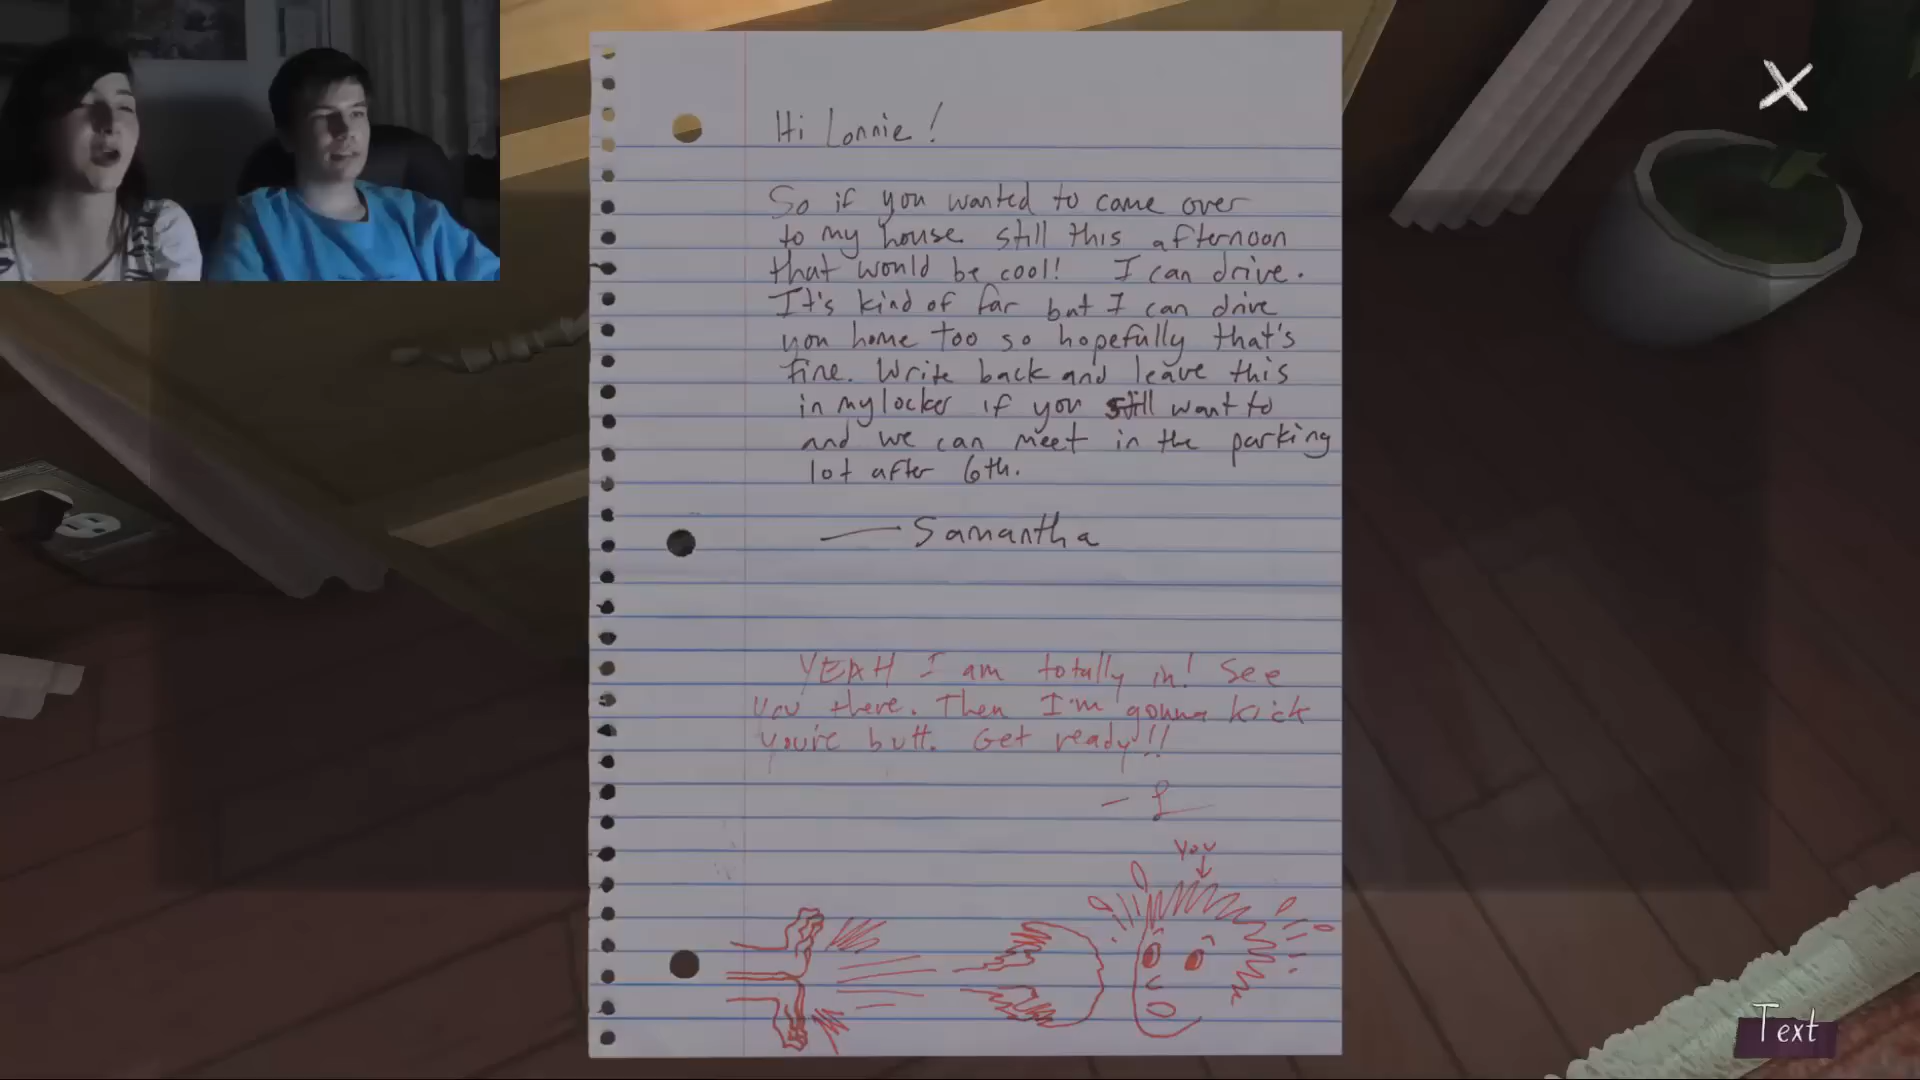 Hi Lonnie!
So if you wanted to come over
to my house still this afternoon
that would be cool! I can drive.
It's kind of far but I can drive
you home too so hopefully that's
fine. Write back and leave this
in my locker if you still want to
and we can meet in the parking
lot after 6th.
— Samantha
YEAH I am totally in! See
you there. Then I'm gonna kick
you're butt. Get ready!!
– L
You
Text